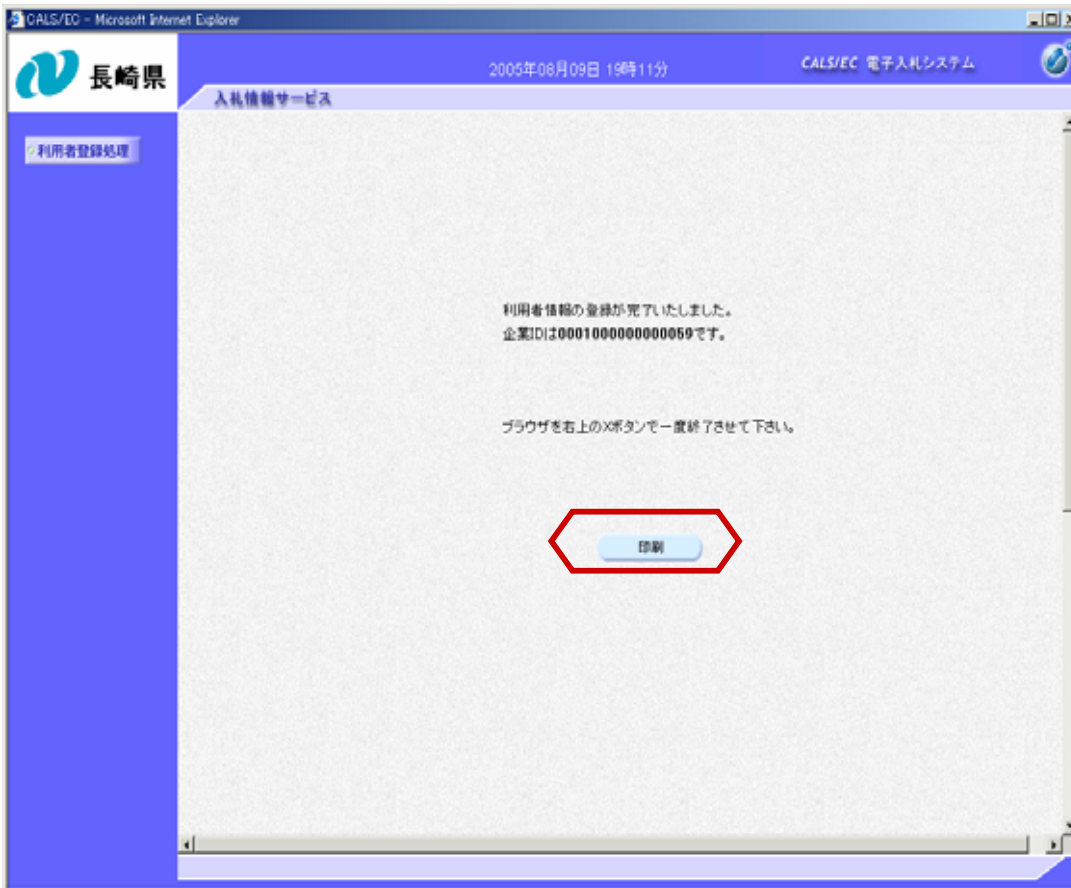 CALS/EC - Microsoft Internet Explorer
長崎県
2005年08月09日 19時11分
CALS/EC 電子入札システム
入札情報サービス
利用者登録処理
利用者情報の登録が完了いたしました。
企業IDは0001000000000059です。
ブラウザを右上の×ボタンで一度終了させて下さい。
印刷